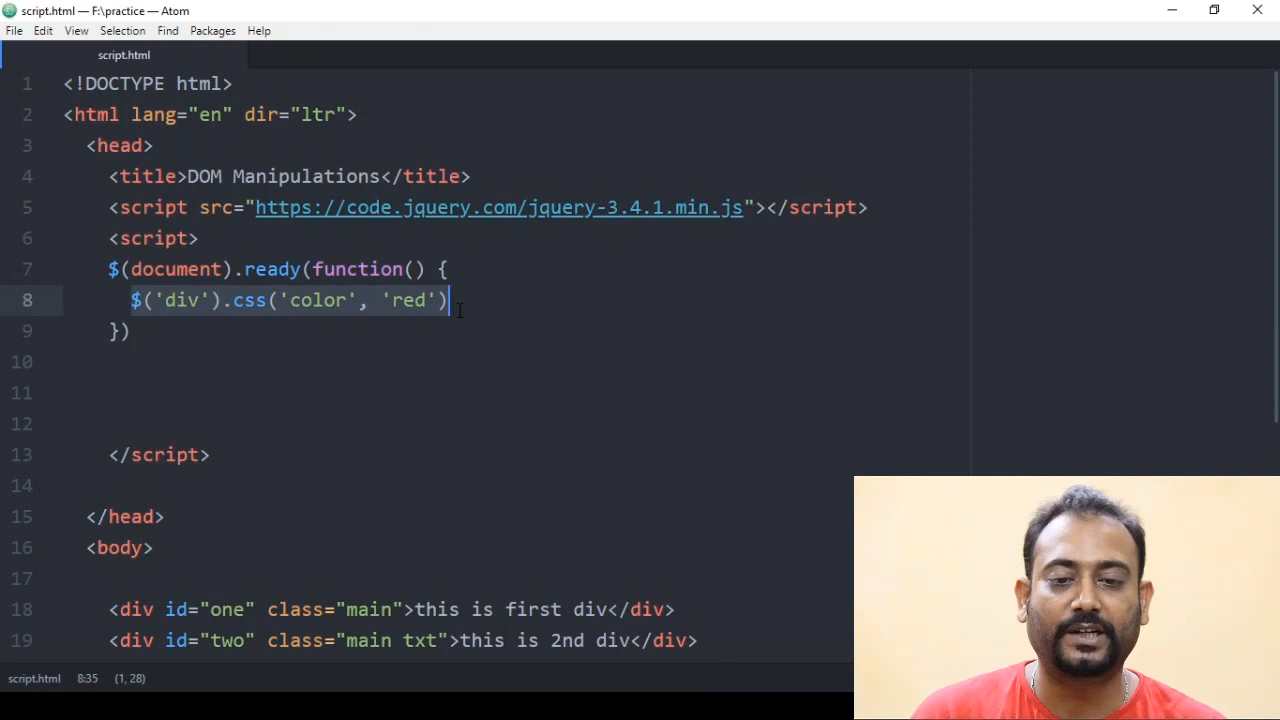 script.html — F:\practice — Atom
File Edit View Selection Find Packages Help
script.html
1 <!DOCTYPE html>
2 <html lang="en" dir="ltr">
3 <head>
4 <title>DOM Manipulations</title>
5 <script src="https://code.jquery.com/jquery-3.4.1.min.js"></script>
6 <script>
7 $(document).ready(function() {
8 $('div').css('color', 'red')
9 })
10
11
12
13 </script>
14
15 </head>
16 <body>
17
18 <div id="one" class="main">this is first div</div>
19 <div id="two" class="main txt">this is 2nd div</div>
script.html 8:35 (1, 28)